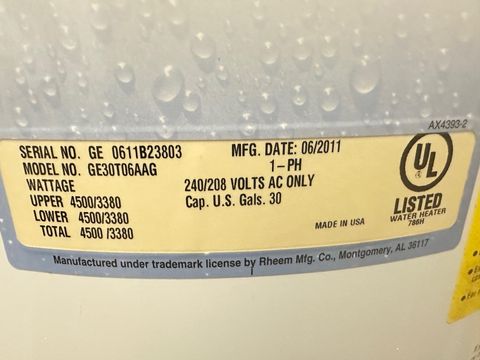 AX4393-2
SERIAL NO. GE 0611B23803 MFG. DATE: 06/2011
MODEL NO. GE30T06AAG 1-PH
WATTAGE 240/208 VOLTS AC ONLY
UPPER 4500/3380 Cap. U.S. Gals. 30
LOWER 4500/3380
TOTAL 4500/3380
UL
LISTED
WATER HEATER
786H
MADE IN USA
Manufactured under trademark license by Rheem Mfg. Co., Montgomery, AL 36117